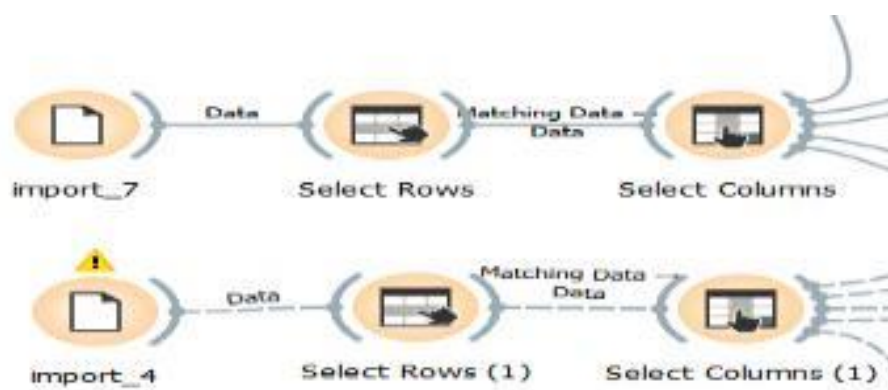 Data
Matching Data →
Data
import_7
Select Rows
Select Columns
Matching Data →
Data
Data
import_4
Select Rows (1)
Select Columns (1)